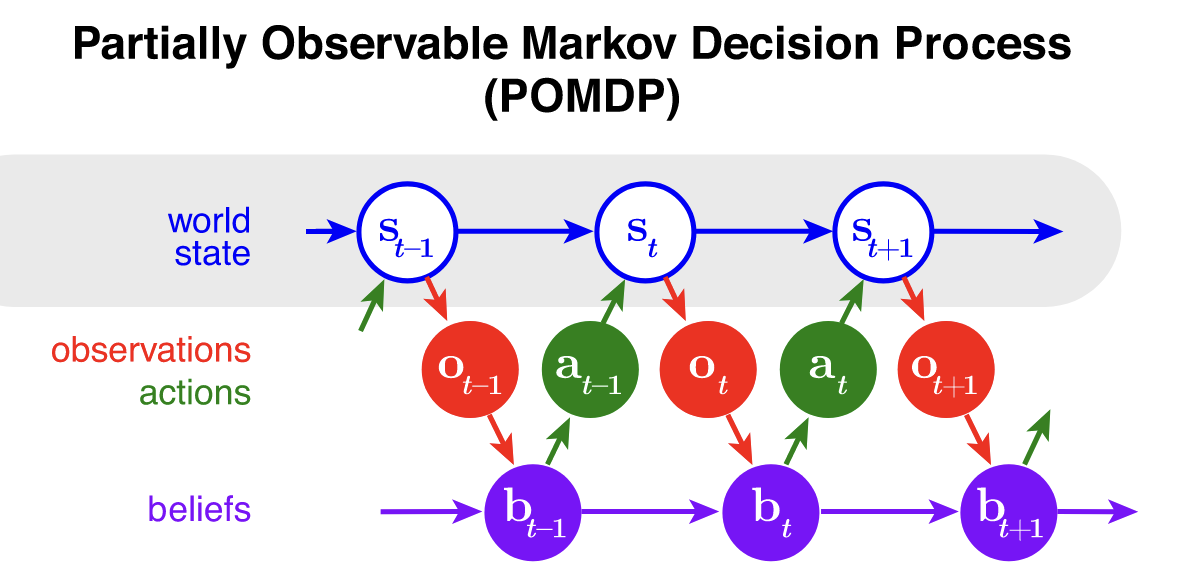 Partially Observable Markov Decision Process
(POMDP)
world
state
s_{t-1} s_t s_{t+1}
observations
actions
o_{t-1} a_{t-1} o_t a_t o_{t+1}
beliefs
b_{t-1} b_t b_{t+1}